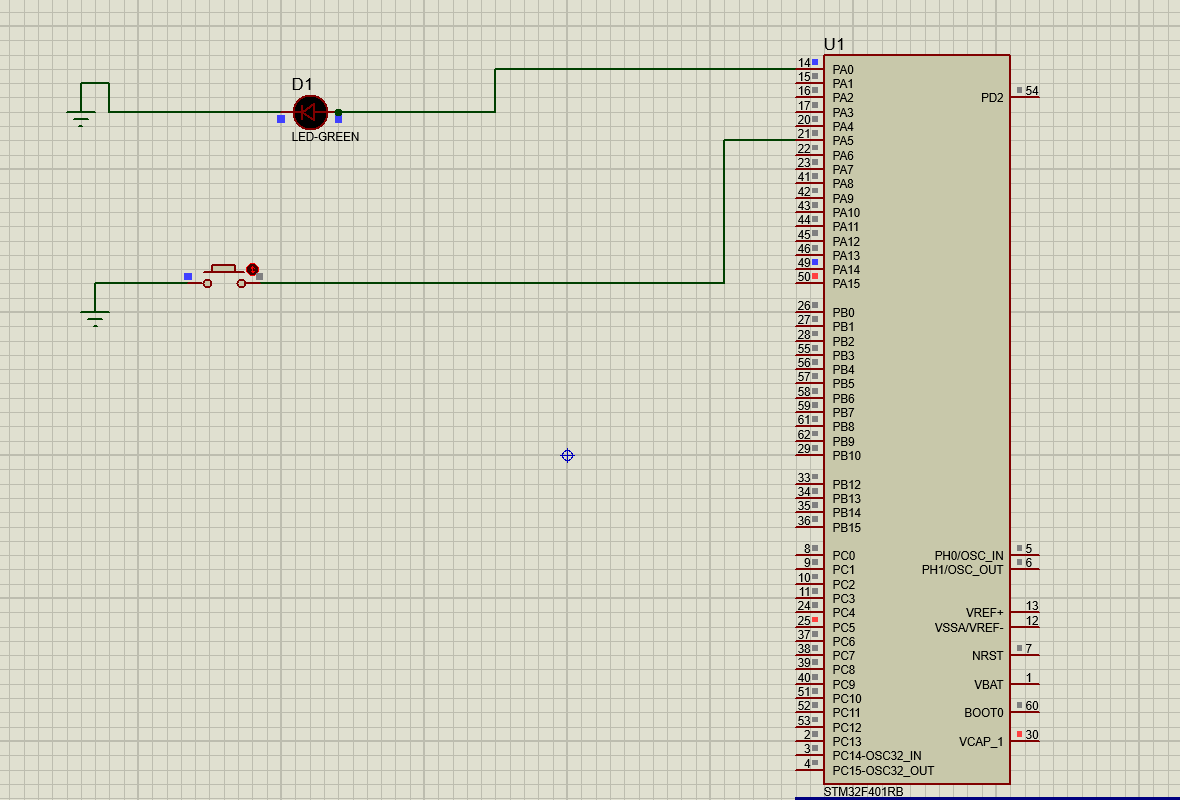 U1
D1
LED-GREEN
14 PA0
15 PA1
16 PA2
17 PA3
20 PA4
21 PA5
22 PA6
23 PA7
41 PA8
42 PA9
43 PA10
44 PA11
45 PA12
46 PA13
49 PA14
50 PA15
26 PB0
27 PB1
28 PB2
55 PB3
56 PB4
57 PB5
58 PB6
59 PB7
61 PB8
62 PB9
29 PB10
33 PB12
34 PB13
35 PB14
36 PB15
8 PC0
9 PC1
10 PC2
11 PC3
24 PC4
25 PC5
37 PC6
38 PC7
39 PC8
40 PC9
51 PC10
52 PC11
53 PC12
2 PC13
3 PC14-OSC32_IN
4 PC15-OSC32_OUT
PD2 54
PH0/OSC_IN 5
PH1/OSC_OUT 6
VREF+ 13
VSSA/VREF- 12
NRST 7
VBAT 1
BOOT0 60
VCAP_1 30
STM32F401RB